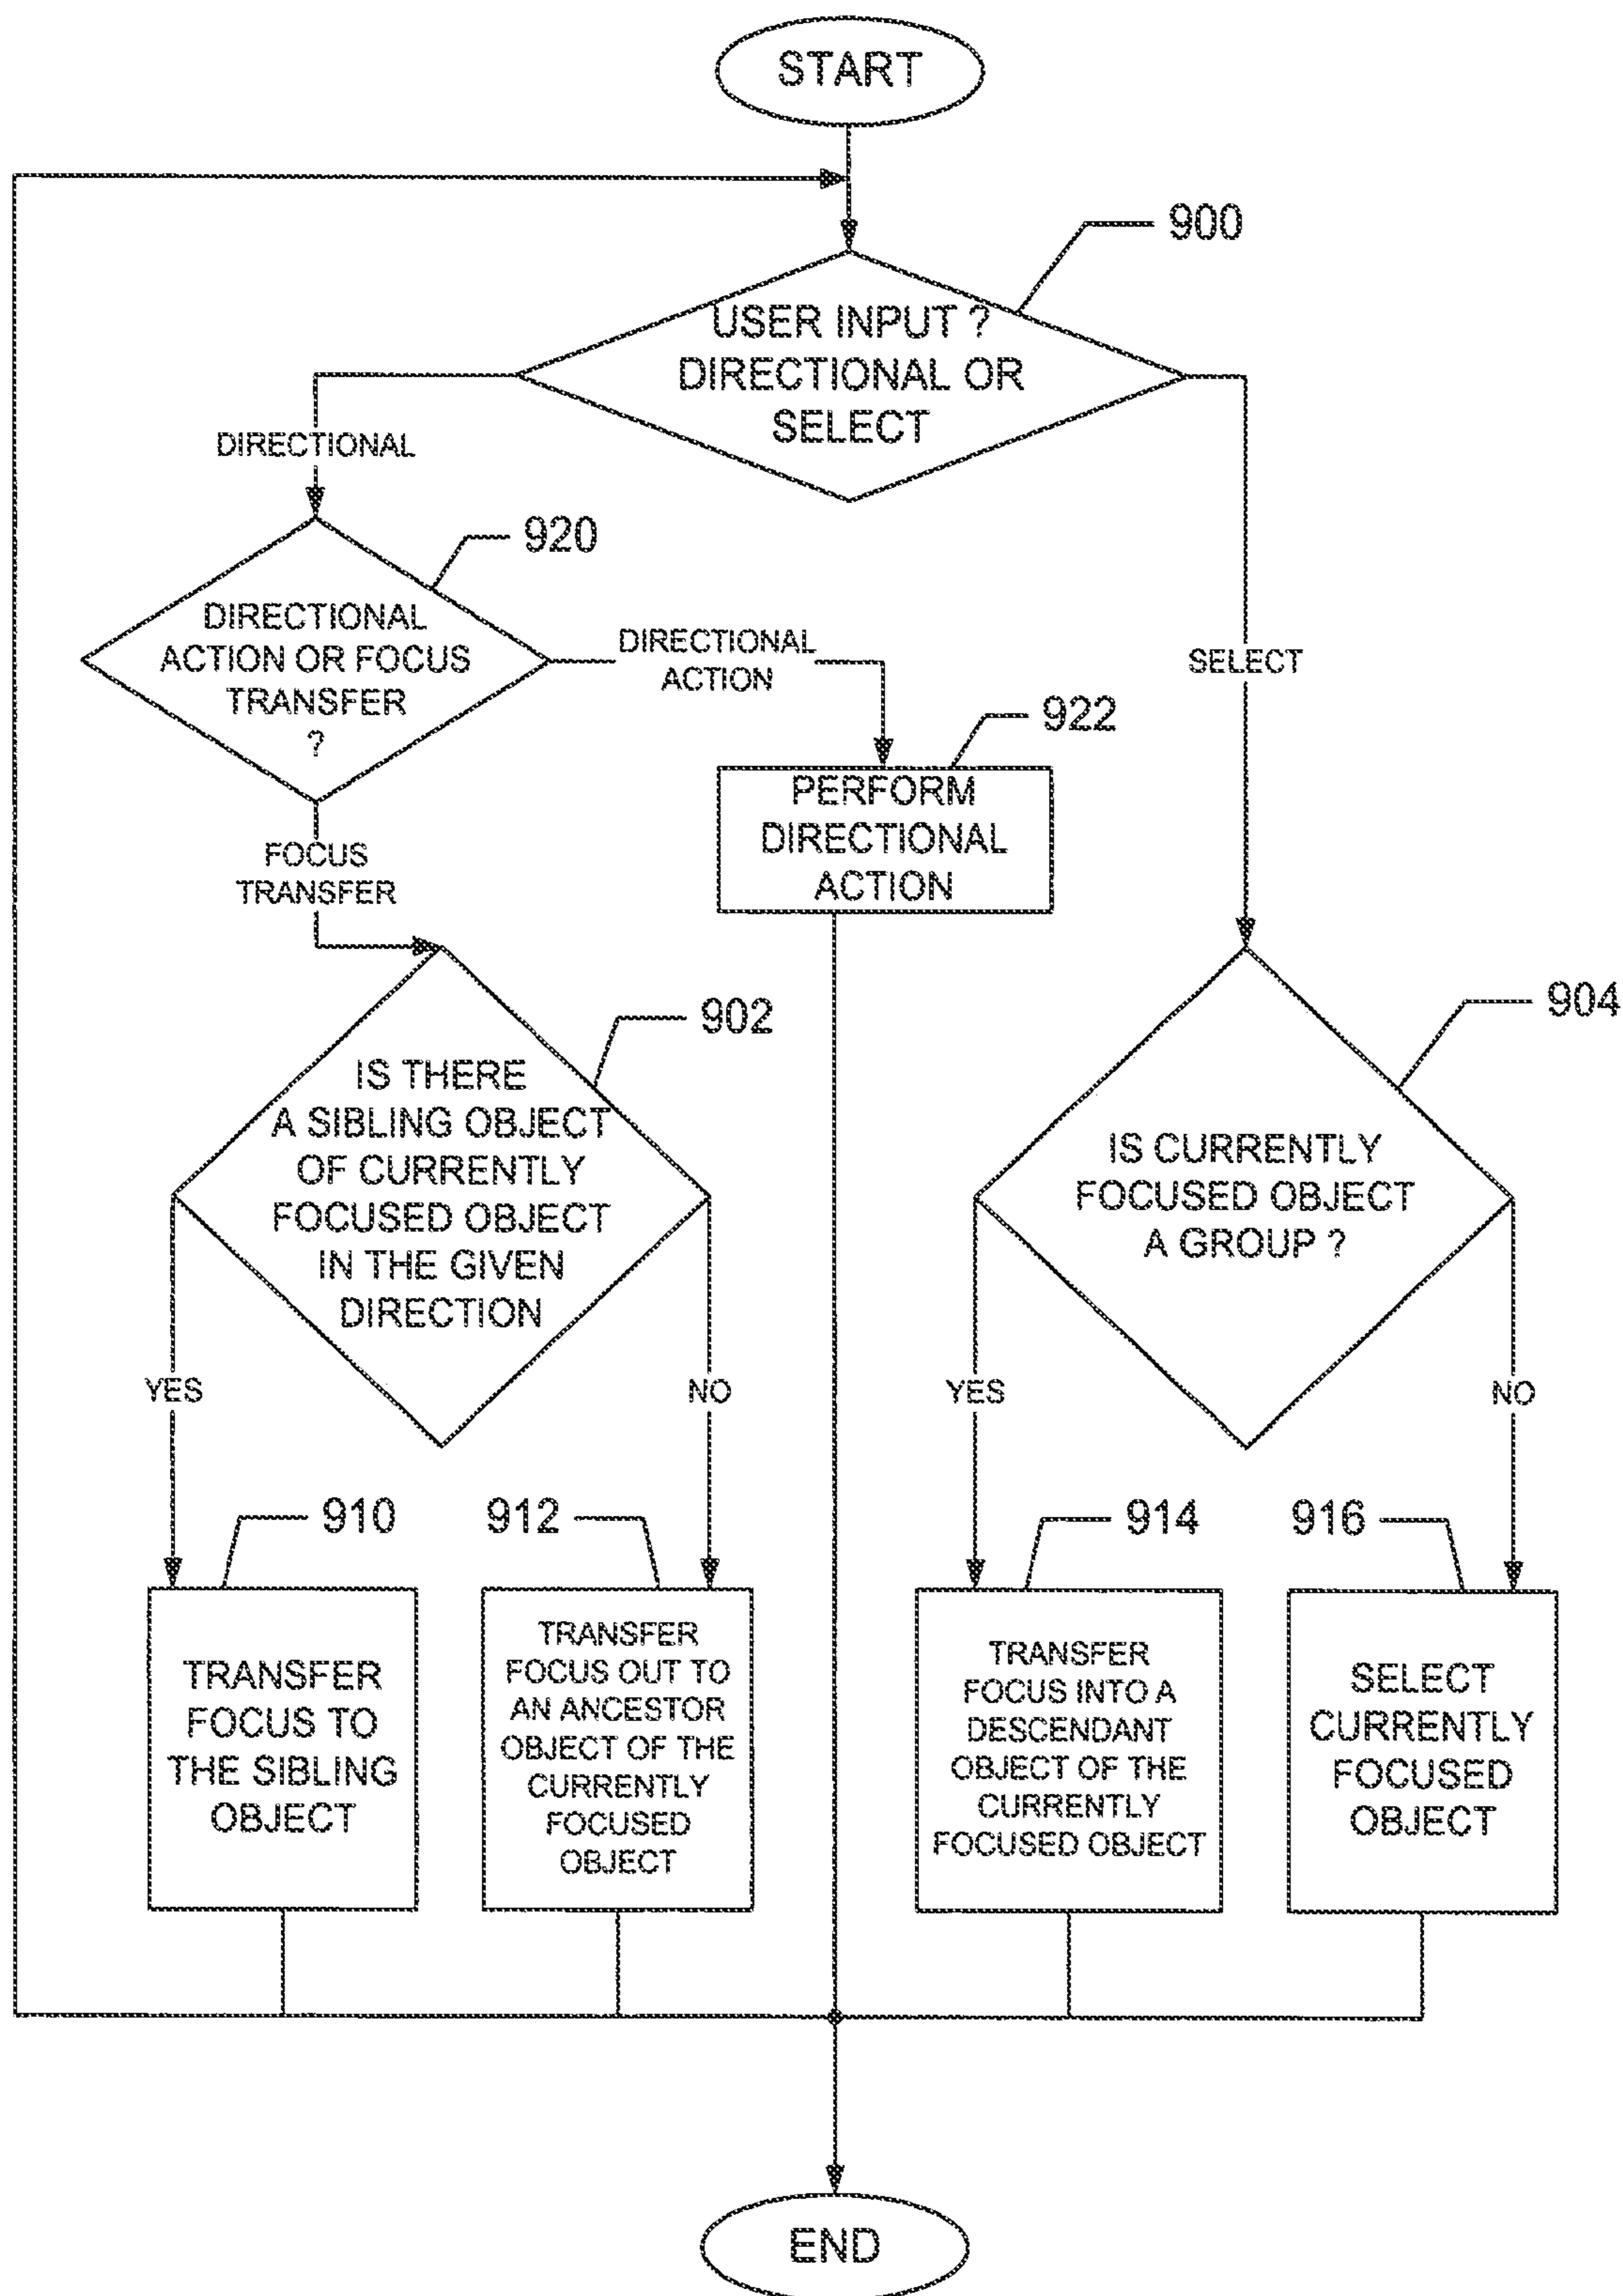 START
900
USER INPUT ?
DIRECTIONAL OR
SELECT
DIRECTIONAL
920
DIRECTIONAL
ACTION OR FOCUS
TRANSFER
?
DIRECTIONAL
ACTION
SELECT
922
PERFORM
DIRECTIONAL
ACTION
FOCUS
TRANSFER
902
IS THERE
A SIBLING OBJECT
OF CURRENTLY
FOCUSED OBJECT
IN THE GIVEN
DIRECTION
904
IS CURRENTLY
FOCUSED OBJECT
A GROUP ?
YES
NO
YES
NO
910
TRANSFER
FOCUS TO
THE SIBLING
OBJECT
912
TRANSFER
FOCUS OUT TO
AN ANCESTOR
OBJECT OF THE
CURRENTLY
FOCUSED
OBJECT
914
TRANSFER
FOCUS INTO A
DESCENDANT
OBJECT OF THE
CURRENTLY
FOCUSED OBJECT
916
SELECT
CURRENTLY
FOCUSED
OBJECT
END